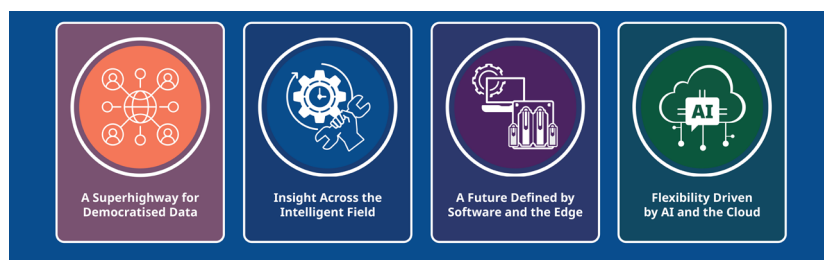 A Superhighway for
Democratised Data
Insight Across the
Intelligent Field
A Future Defined by
Software and the Edge
AI
Flexibility Driven
by AI and the Cloud